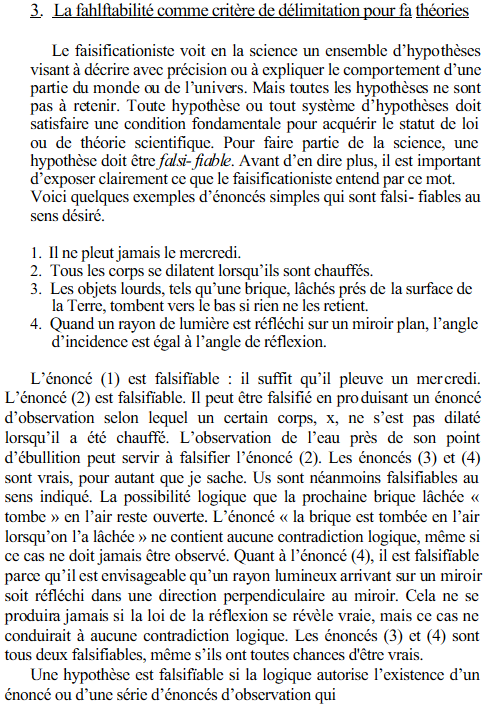 3. La fahlftabilité comme critère de délimitation pour fa théories
Le faisificationiste voit en la science un ensemble d’hypothèses
visant à décrire avec précision ou à expliquer le comportement d’une
partie du monde ou de l’univers. Mais toutes les hypothèses ne sont
pas à retenir. Toute hypothèse ou tout système d’hypothèses doit
satisfaire une condition fondamentale pour acquérir le statut de loi
ou de théorie scientifique. Pour faire partie de la science, une
hypothèse doit être falsi- fiable. Avant d’en dire plus, il est important
d’exposer clairement ce que le faisificationiste entend par ce mot.
Voici quelques exemples d’énoncés simples qui sont falsi- fiables au
sens désiré.
1. Il ne pleut jamais le mercredi.
2. Tous les corps se dilatent lorsqu’ils sont chauffés.
3. Les objets lourds, tels qu’une brique, lâchés prés de la surface de
la Terre, tombent vers le bas si rien ne les retient.
4. Quand un rayon de lumière est réfléchi sur un miroir plan, l’angle
d’incidence est égal à l’angle de réflexion.
L’énoncé (1) est falsifiable : il suffit qu’il pleuve un mercredi.
L’énoncé (2) est falsifiable. Il peut être falsifié en produisant un énoncé
d’observation selon lequel un certain corps, x, ne s’est pas dilaté
lorsqu’il a été chauffé. L’observation de l’eau près de son point
d’ébullition peut servir à falsifier l’énoncé (2). Les énoncés (3) et (4)
sont vrais, pour autant que je sache. Us sont néanmoins falsifiables au
sens indiqué. La possibilité logique que la prochaine brique lâchée «
tombe » en l’air reste ouverte. L’énoncé « la brique est tombée en l’air
lorsqu’on l’a lâchée » ne contient aucune contradiction logique, même si
ce cas ne doit jamais être observé. Quant à l’énoncé (4), il est falsifiable
parce qu’il est envisageable qu’un rayon lumineux arrivant sur un miroir
soit réfléchi dans une direction perpendiculaire au miroir. Cela ne se
produira jamais si la loi de la réflexion se révèle vraie, mais ce cas ne
conduirait à aucune contradiction logique. Les énoncés (3) et (4) sont
tous deux falsifiables, même s’ils ont toutes chances d'être vrais.
Une hypothèse est falsifiable si la logique autorise l’existence d’un
énoncé ou d’une série d’énoncés d’observation qui